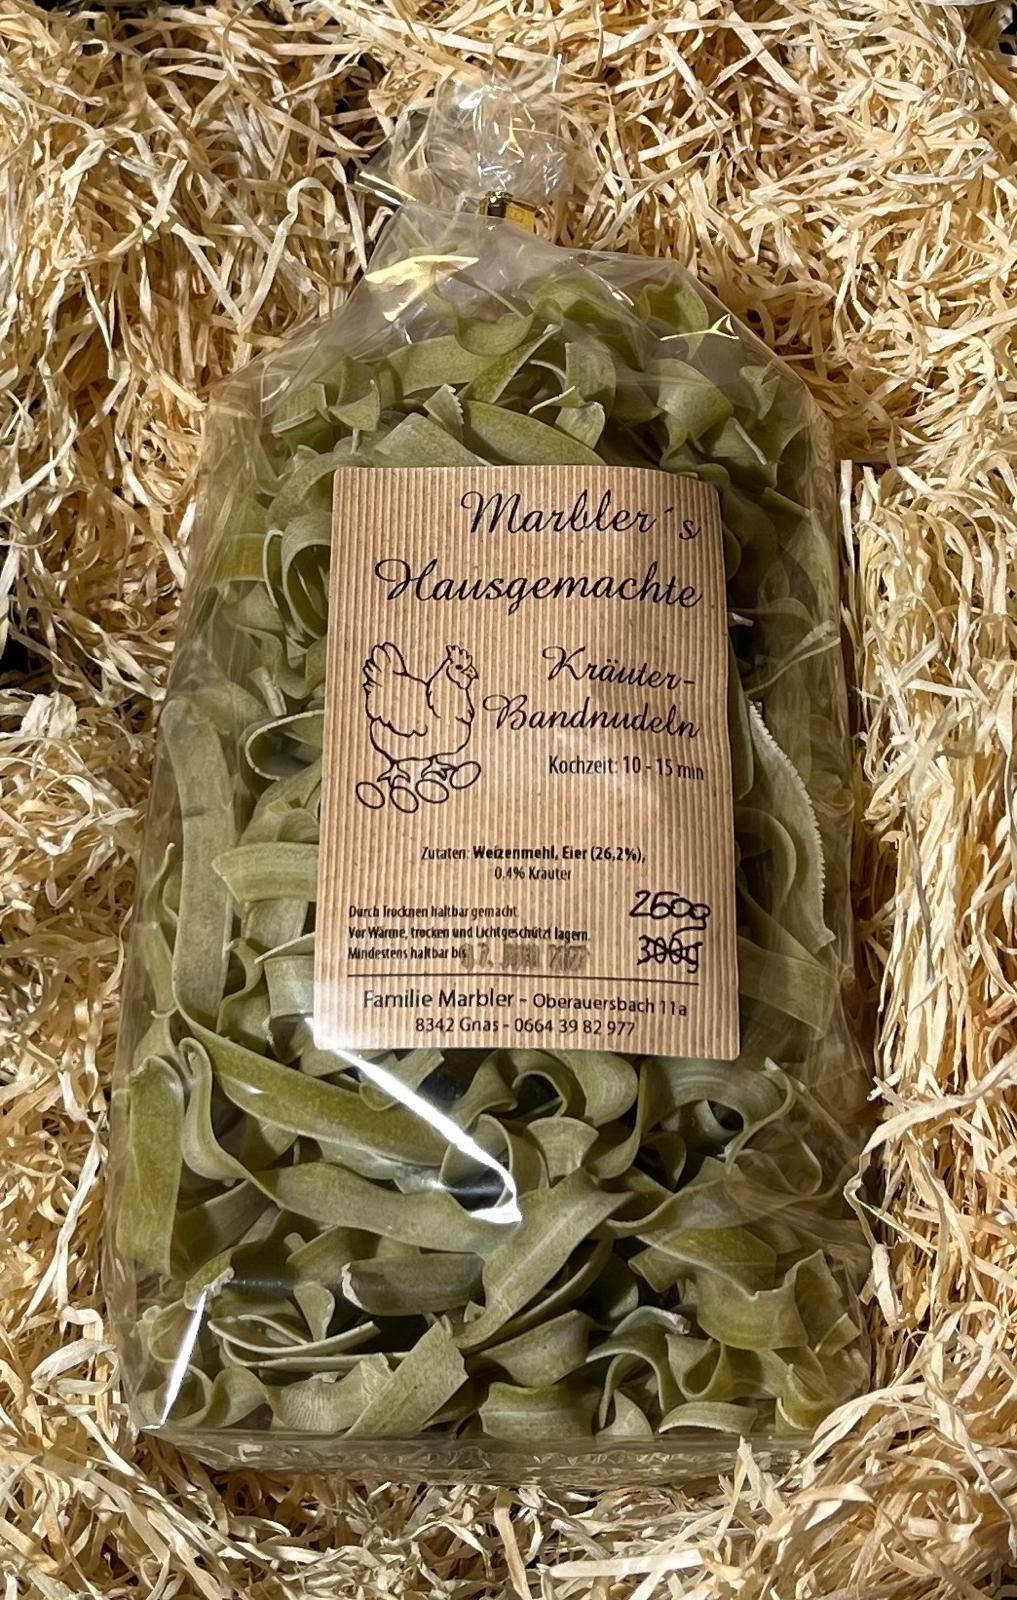 Marbler´s
Hausgemachte
Kräuter-
Bandnudeln
Kochzeit: 10 - 15 min
Zutaten: Weizenmehl, Eier (26,2%),
0,4% Kräuter
Durch Trocknen haltbar gemacht.
Vor Wärme, trocken und Lichtgeschützt lagern.
Mindestens haltbar bis
260g
300g
Familie Marbler - Oberauersbach 11a
8342 Gnas - 0664 39 82 977